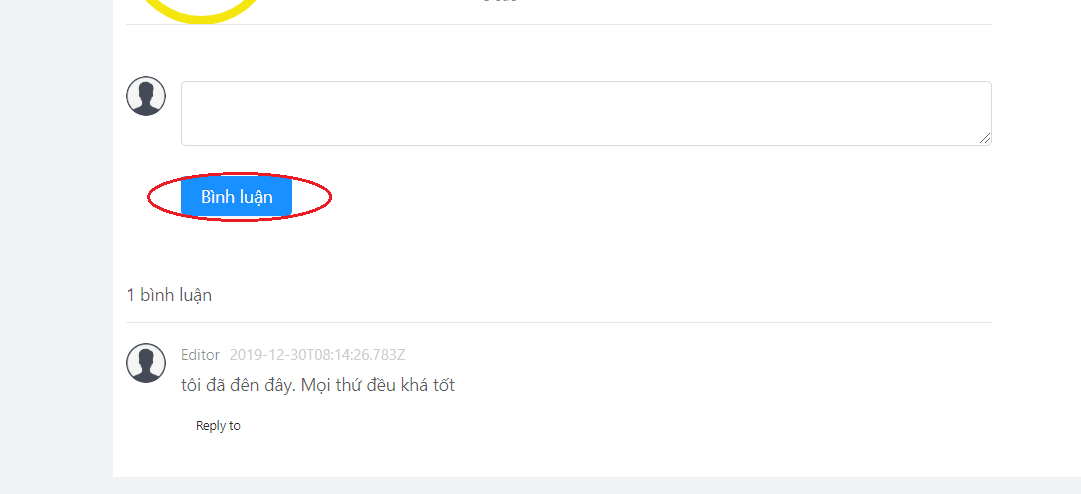 Bình luận
1 bình luận
Editor 2019-12-30T08:14:26.783Z
tôi đã đên đây. Mọi thứ đều khá tốt
Reply to